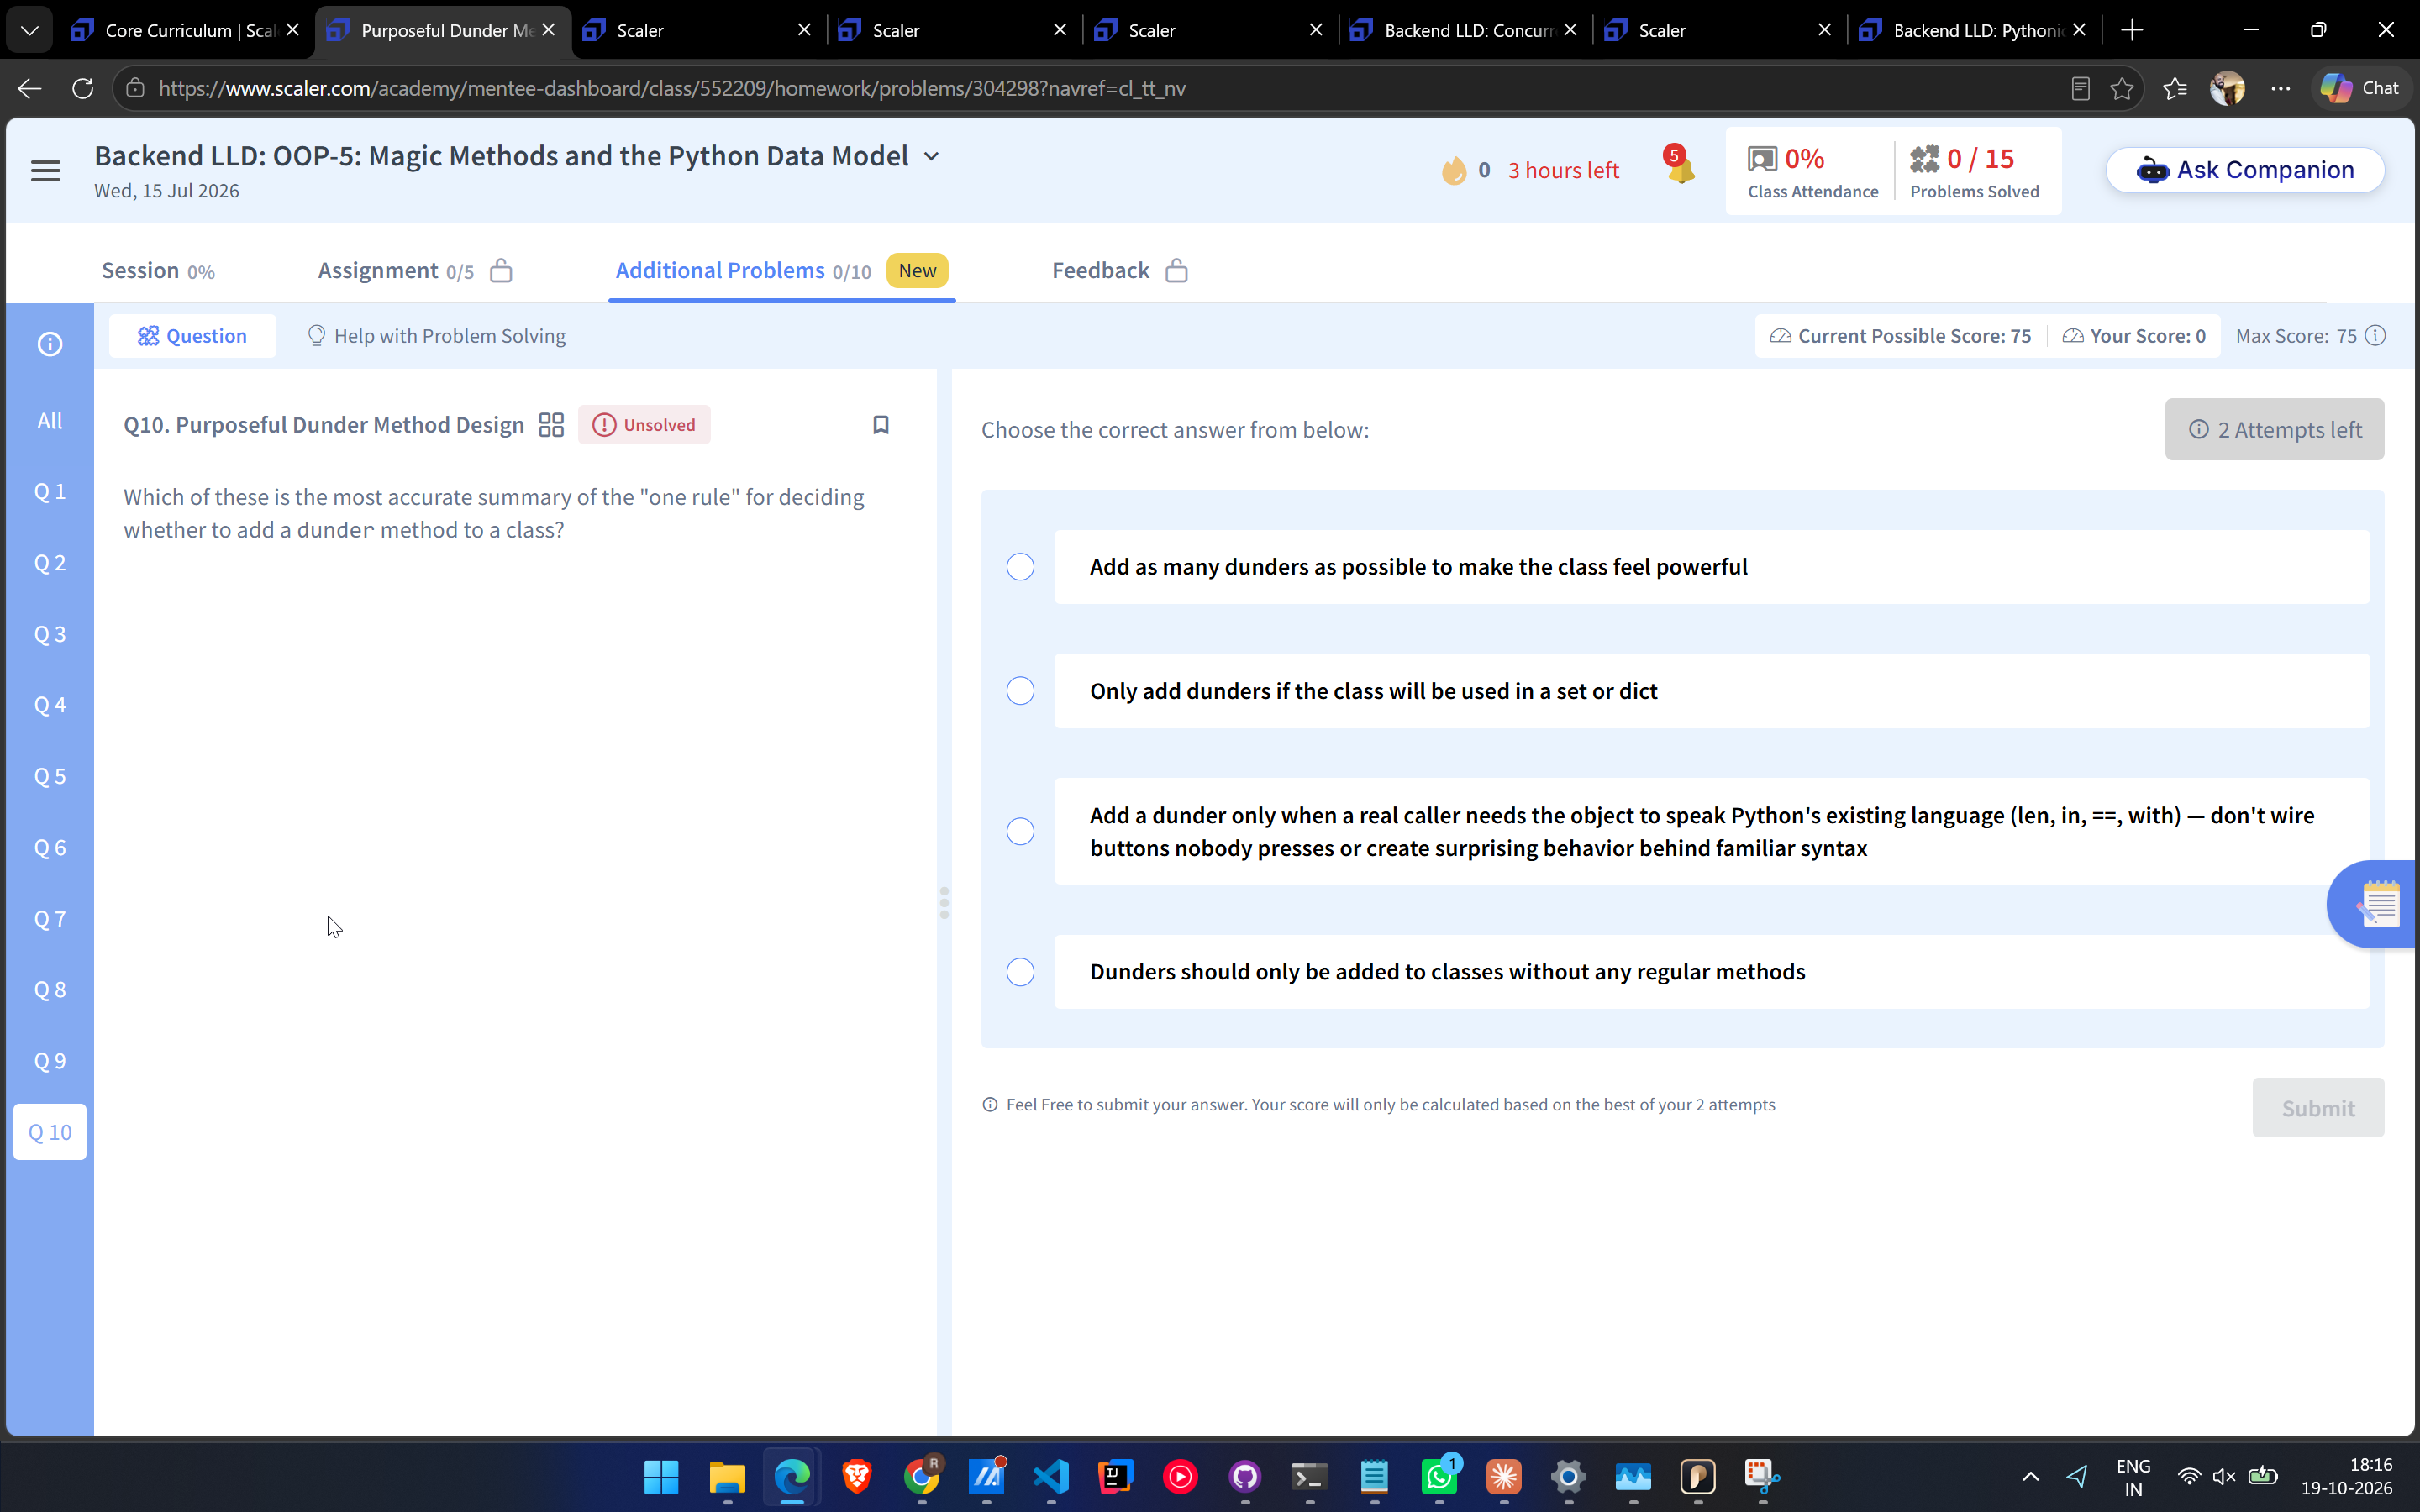 Core Curriculum | Scal
Purposeful Dunder Me
Scaler
Scaler
Scaler
Backend LLD: Concurr
Scaler
Backend LLD: Pythonic
https://www.scaler.com/academy/mentee-dashboard/class/552209/homework/problems/304298?navref=cl_tt_nv
Chat
Backend LLD: OOP-5: Magic Methods and the Python Data Model
Wed, 15 Jul 2026
0 3 hours left
5
0%
Class Attendance
0 / 15
Problems Solved
Ask Companion
Session 0%
Assignment 0/5
Additional Problems 0/10 New
Feedback
Question
Help with Problem Solving
Current Possible Score: 75
Your Score: 0
Max Score: 75
All
Q 1
Q 2
Q 3
Q 4
Q 5
Q 6
Q 7
Q 8
Q 9
Q 10
Q10. Purposeful Dunder Method Design
Unsolved
Which of these is the most accurate summary of the "one rule" for deciding
whether to add a dunder method to a class?
Choose the correct answer from below:
2 Attempts left
Add as many dunders as possible to make the class feel powerful
Only add dunders if the class will be used in a set or dict
Add a dunder only when a real caller needs the object to speak Python's existing language (len, in, ==, with) — don't wire
buttons nobody presses or create surprising behavior behind familiar syntax
Dunders should only be added to classes without any regular methods
Feel Free to submit your answer. Your score will only be calculated based on the best of your 2 attempts
Submit
R
IJ
1
ENG
IN
18:16
19-10-2026